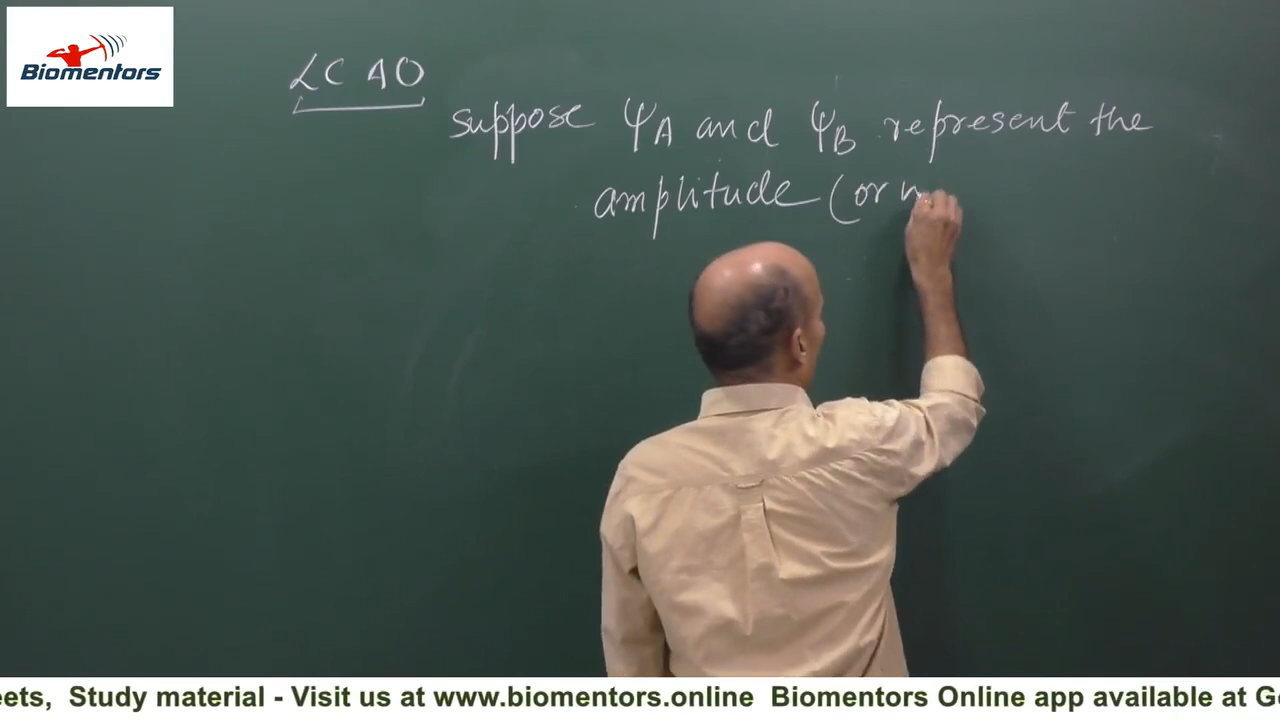 Biomentors
LCAO
suppose ψA and ψB represent the
amplitude (or
eets, Study material - Visit us at www.biomentors.online Biomentors Online app available at G